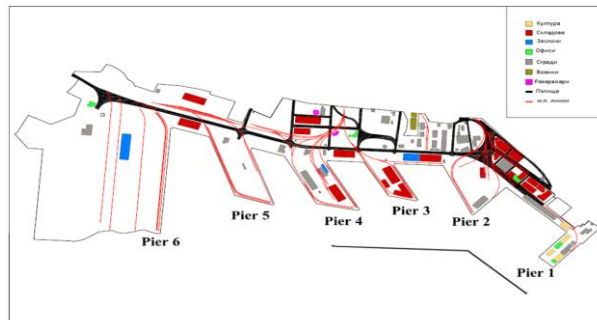 Култура
Складове
Заслони
Офиси
Сгради
Военни
Резервоари
Пътища
ж.п. линии
Pier 6
Pier 5
Pier 4
Pier 3
Pier 2
Pier 1